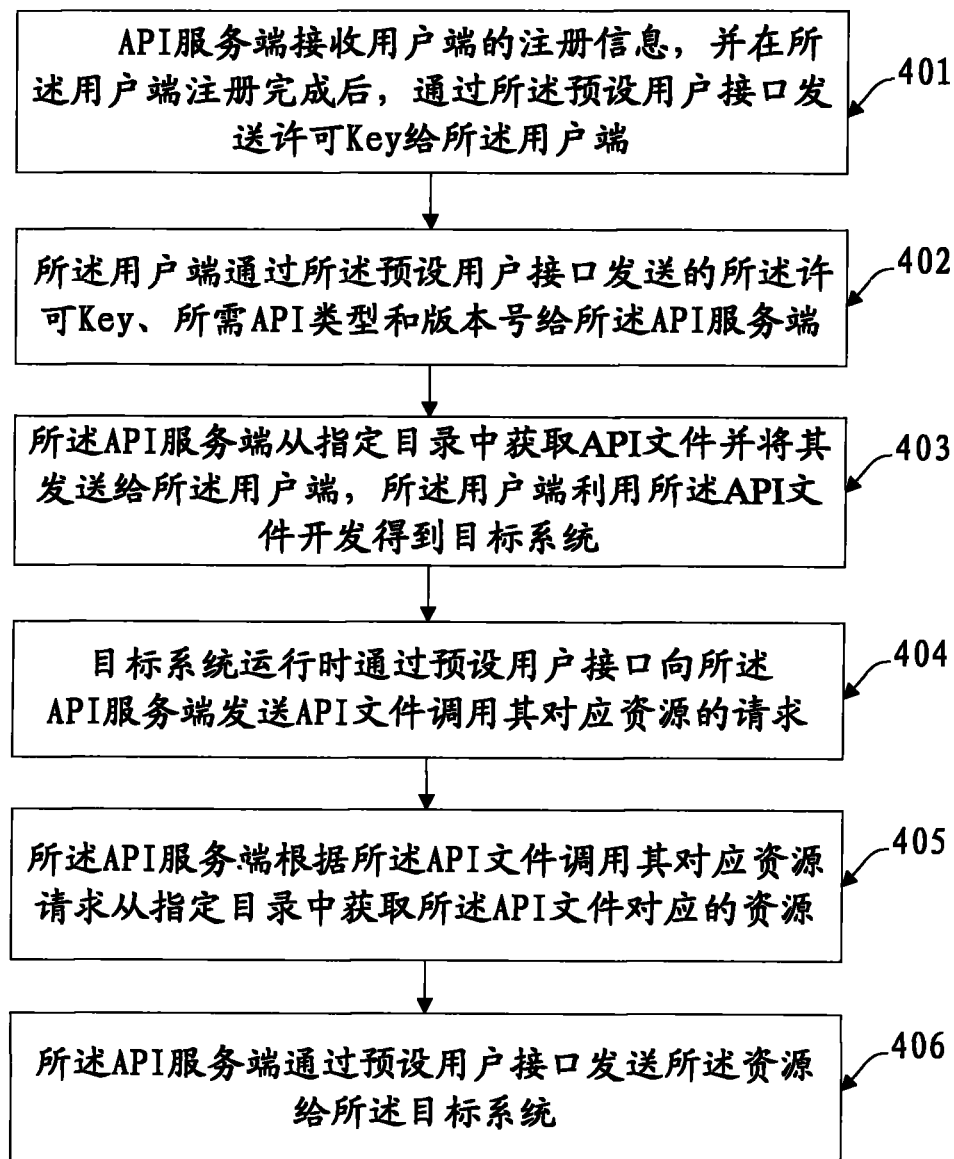 API服务端接收用户端的注册信息，并在所
述用户端注册完成后，通过所述预设用户接口发
送许可Key给所述用户端
401
所述用户端通过所述预设用户接口发送的所述许
可Key、所需API类型和版本号给所述API服务端
402
所述API服务端从指定目录中获取API文件并将其
发送给所述用户端，所述用户端利用所述API文
件开发得到目标系统
403
目标系统运行时通过预设用户接口向所述
API服务端发送API文件调用其对应资源的请求
404
所述API服务端根据所述API文件调用其对应资源
请求从指定目录中获取所述API文件对应的资源
405
所述API服务端通过预设用户接口发送所述资源
给所述目标系统
406